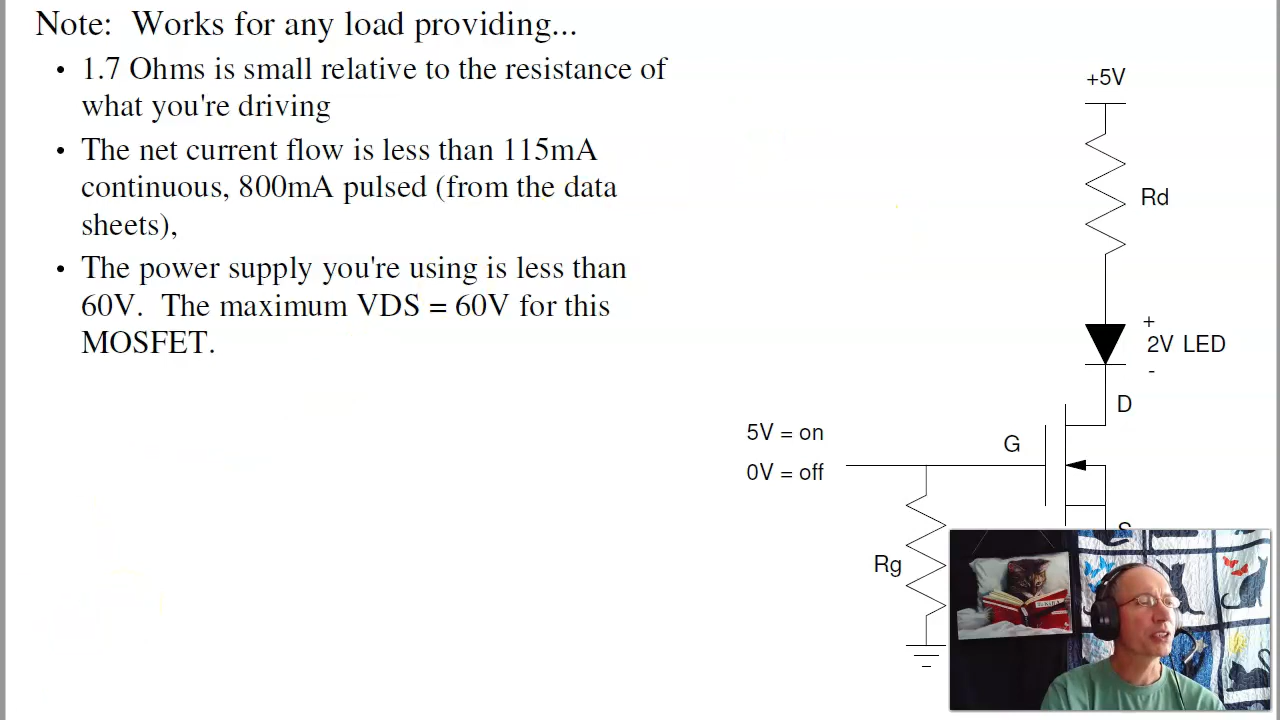 Note:  Works for any load providing...
• 1.7 Ohms is small relative to the resistance of
what you're driving
• The net current flow is less than 115mA
continuous, 800mA pulsed (from the data
sheets),
• The power supply you're using is less than
60V.  The maximum VDS = 60V for this
MOSFET.
+5V
Rd
+
2V LED
-
D
5V = on
G
0V = off
Rg